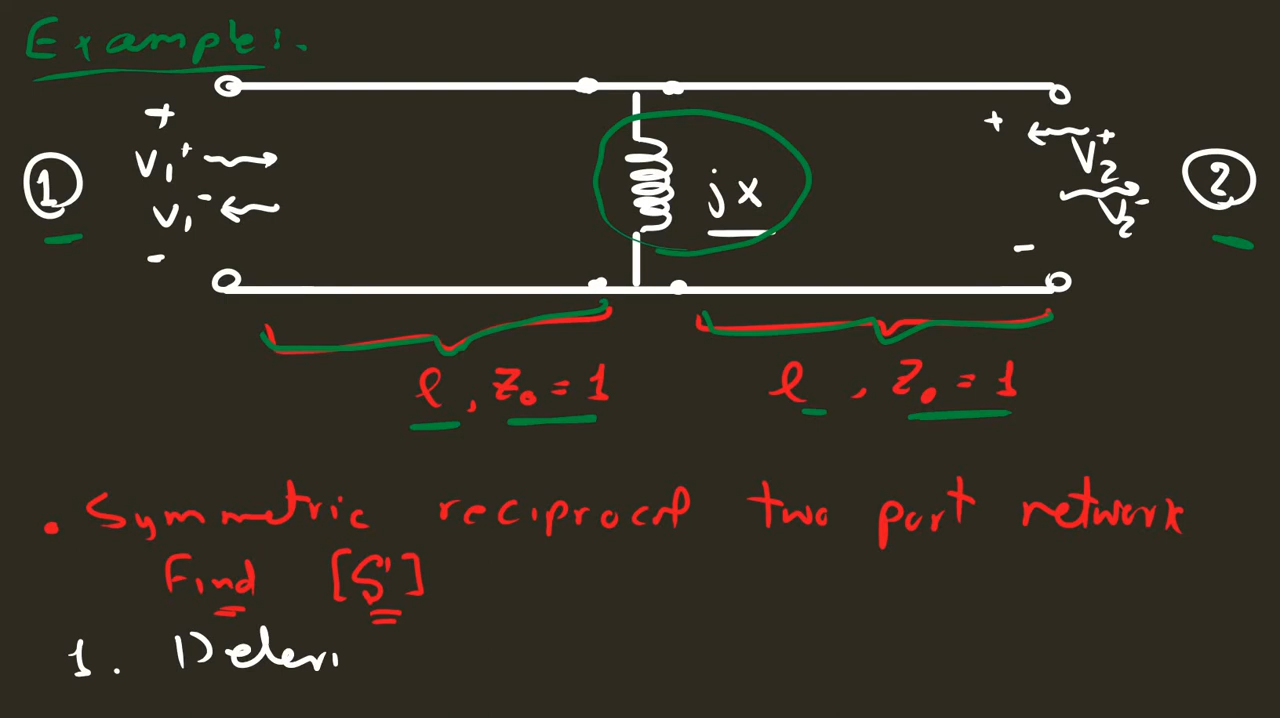 Example:.
+
V₁⁺
1
V₁⁻
-
jx
+
V₂⁺
2
V₂⁻
-
l, Z₀ = 1
l, Z₀ = 1
• Symmetric reciprocal two port network
Find [S']
1. Deter